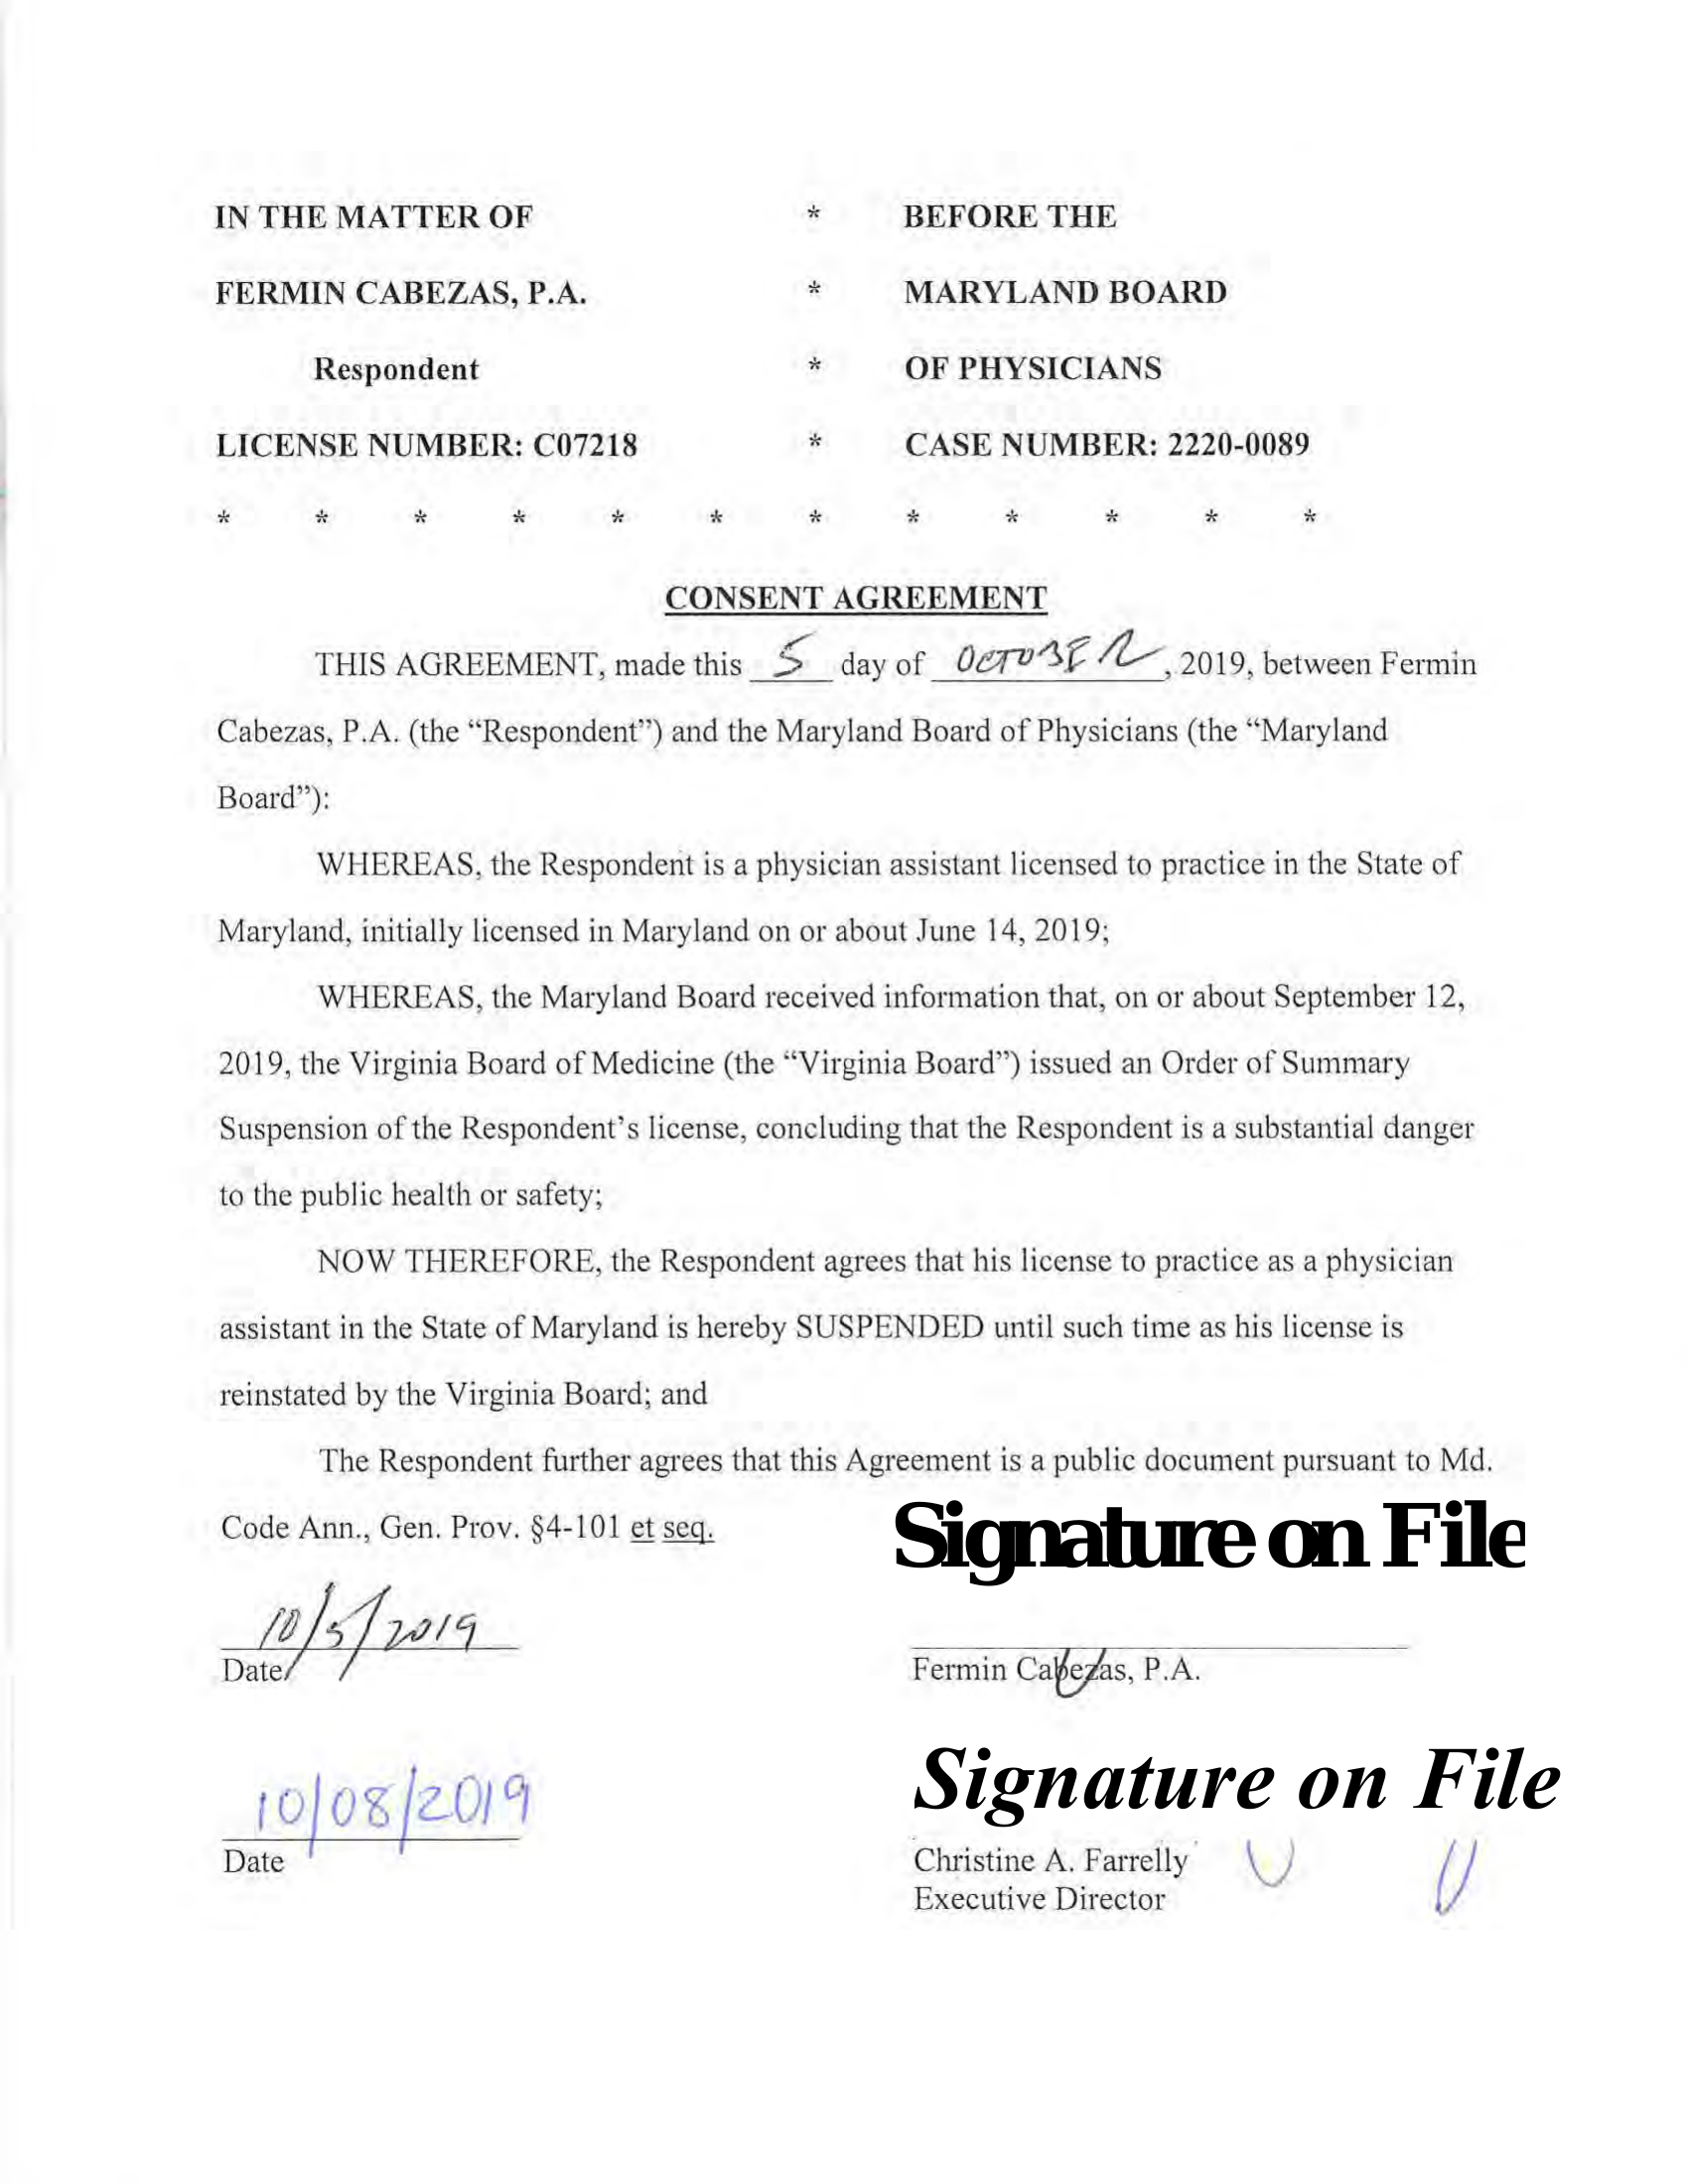 IN THE MATTER OF * BEFORE THE
FERMIN CABEZAS, P.A. * MARYLAND BOARD
Respondent * OF PHYSICIANS
LICENSE NUMBER: C07218 * CASE NUMBER: 2220-0089
* * * * * * * * * * * *
CONSENT AGREEMENT
THIS AGREEMENT, made this 5 day of OCTOBER, 2019, between Fermin
Cabezas, P.A. (the “Respondent”) and the Maryland Board of Physicians (the “Maryland
Board”):
WHEREAS, the Respondent is a physician assistant licensed to practice in the State of
Maryland, initially licensed in Maryland on or about June 14, 2019;
WHEREAS, the Maryland Board received information that, on or about September 12,
2019, the Virginia Board of Medicine (the “Virginia Board”) issued an Order of Summary
Suspension of the Respondent’s license, concluding that the Respondent is a substantial danger
to the public health or safety;
NOW THEREFORE, the Respondent agrees that his license to practice as a physician
assistant in the State of Maryland is hereby SUSPENDED until such time as his license is
reinstated by the Virginia Board; and
The Respondent further agrees that this Agreement is a public document pursuant to Md.
Code Ann., Gen. Prov. §4-101 et seq.
Signature on File
10/5/2019
Date
Fermin Cabezas, P.A.
Signature on File
10/08/2019
Date
Christine A. Farrelly
Executive Director